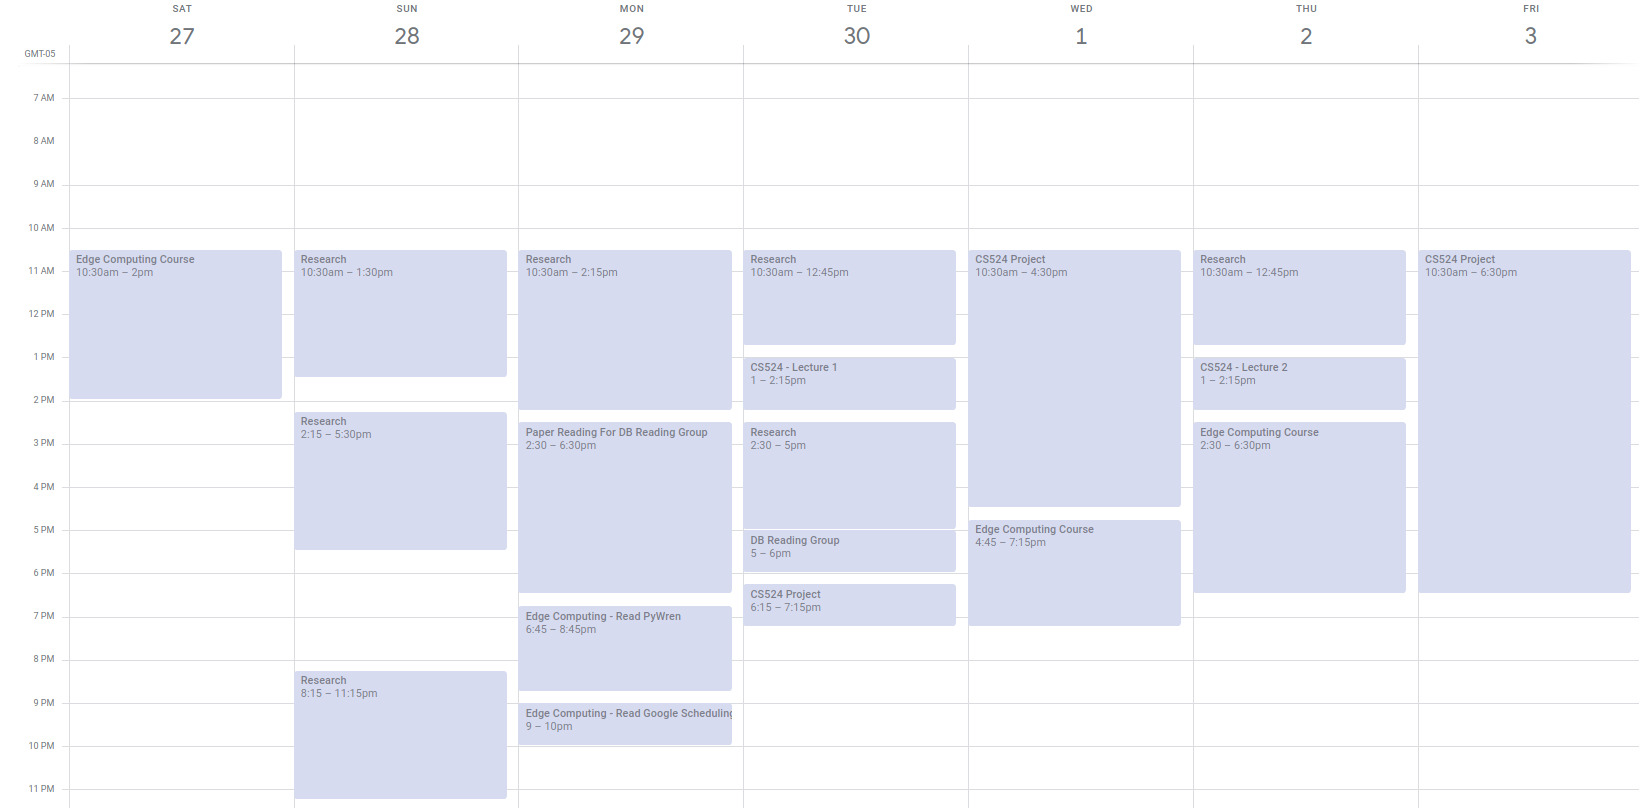 SAT
27
SUN
28
MON
29
TUE
30
WED
1
THU
2
FRI
3
GMT-05
7 AM
8 AM
9 AM
10 AM
11 AM
12 PM
1 PM
2 PM
3 PM
4 PM
5 PM
6 PM
7 PM
8 PM
9 PM
10 PM
11 PM
Edge Computing Course
10:30am – 2pm
Research
10:30am – 1:30pm
Research
2:15 – 5:30pm
Research
8:15 – 11:15pm
Research
10:30am – 2:15pm
Paper Reading For DB Reading Group
2:30 – 6:30pm
Edge Computing - Read PyWren
6:45 – 8:45pm
Edge Computing - Read Google Scheduling
9 – 10pm
Research
10:30am – 12:45pm
CS524 - Lecture 1
1 – 2:15pm
Research
2:30 – 5pm
DB Reading Group
5 – 6pm
CS524 Project
6:15 – 7:15pm
CS524 Project
10:30am – 4:30pm
Edge Computing Course
4:45 – 7:15pm
Research
10:30am – 12:45pm
CS524 - Lecture 2
1 – 2:15pm
Edge Computing Course
2:30 – 6:30pm
CS524 Project
10:30am – 6:30pm